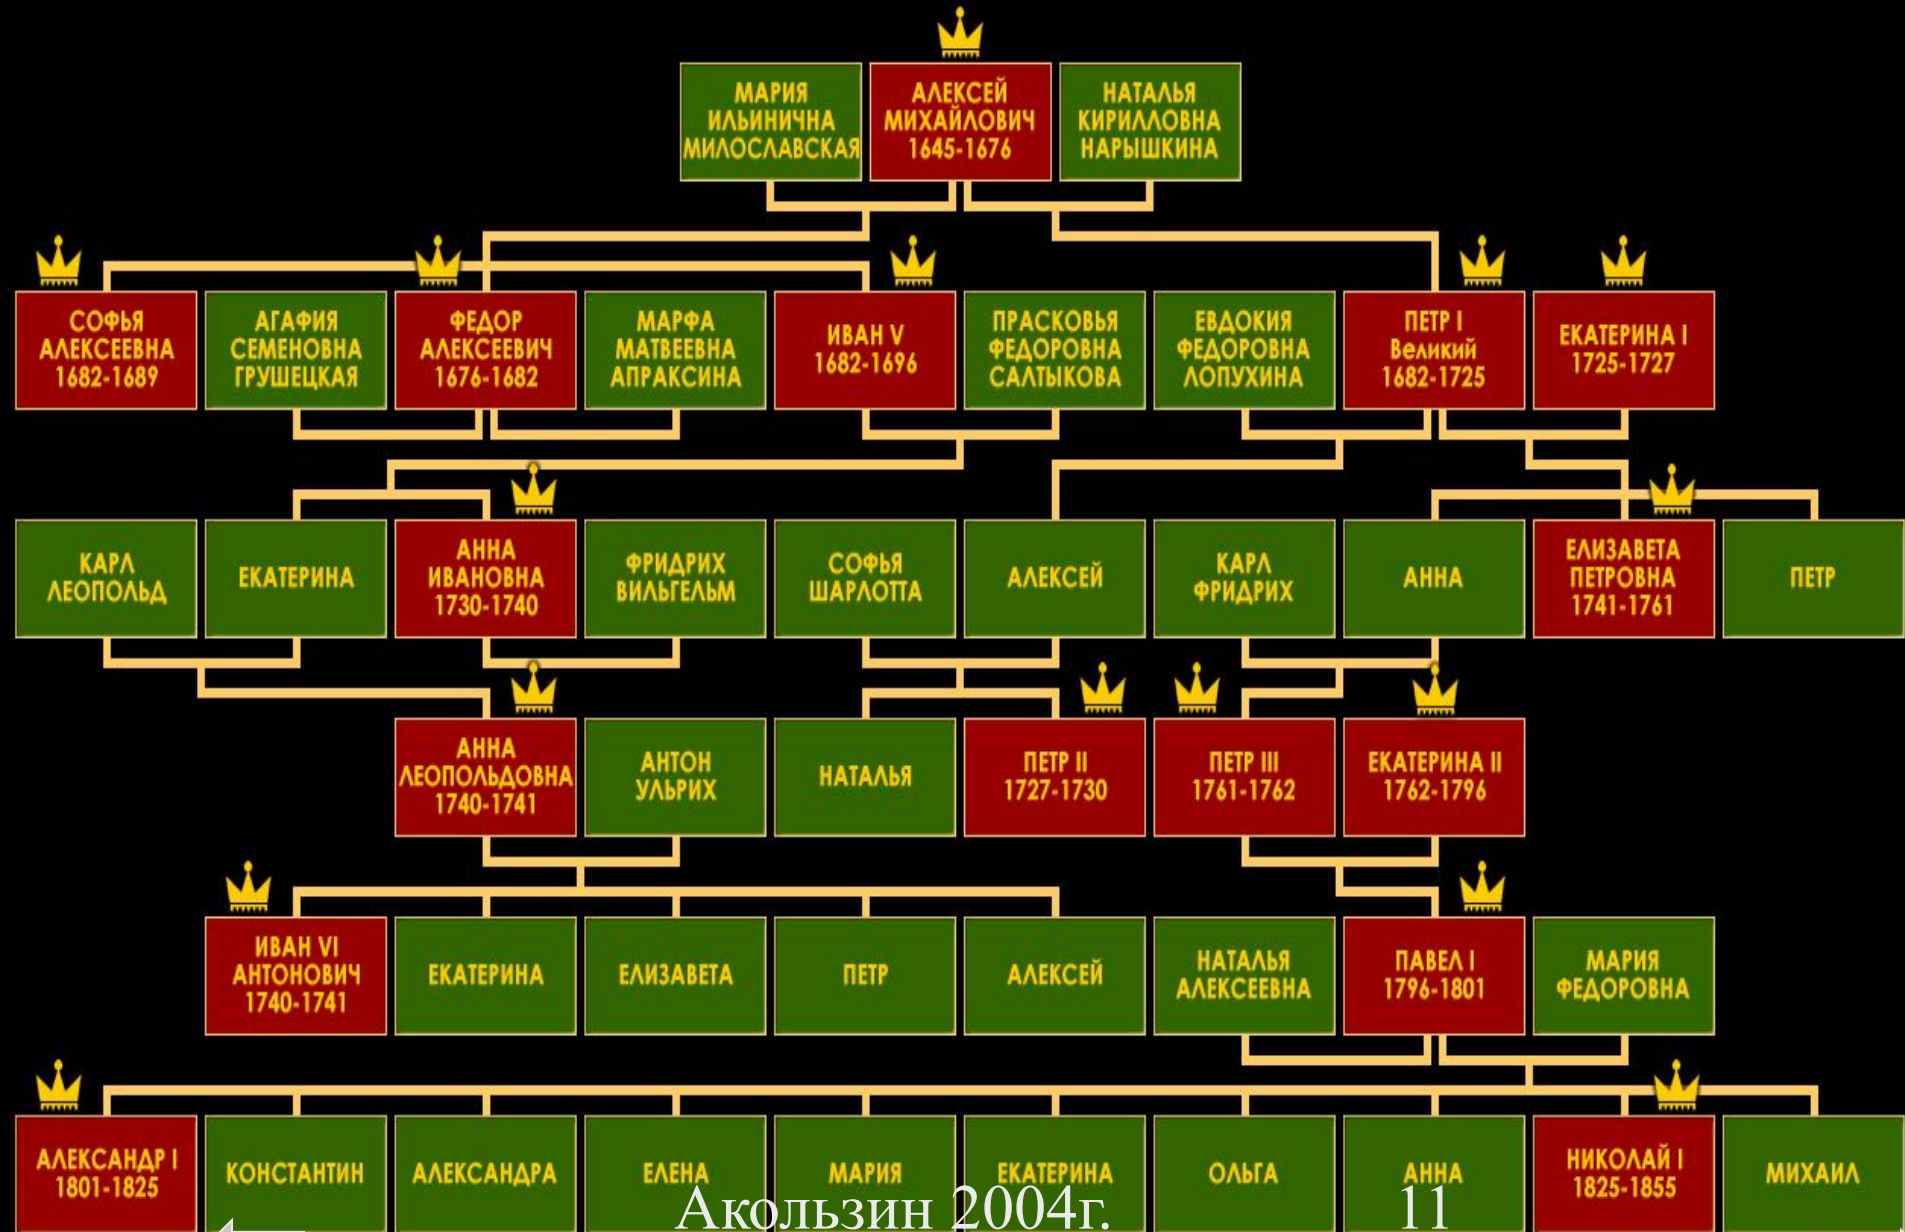 МАРИЯ
ИЛЬИНИЧНА
МИЛОСЛАВСКАЯ
АЛЕКСЕЙ
МИХАЙЛОВИЧ
1645-1676
НАТАЛЬЯ
КИРИЛЛОВНА
НАРЫШКИНА
СОФЬЯ
АЛЕКСЕЕВНА
1682-1689
АГАФИЯ
СЕМЕНОВНА
ГРУШЕЦКАЯ
ФЕДОР
АЛЕКСЕЕВИЧ
1676-1682
МАРФА
МАТВЕЕВНА
АПРАКСИНА
ИВАН V
1682-1696
ПРАСКОВЬЯ
ФЕДОРОВНА
САЛТЫКОВА
ЕВДОКИЯ
ФЕДОРОВНА
ЛОПУХИНА
ПЕТР I
Великий
1682-1725
ЕКАТЕРИНА I
1725-1727
КАРЛ
ЛЕОПОЛЬД
ЕКАТЕРИНА
АННА
ИВАНОВНА
1730-1740
ФРИДРИХ
ВИЛЬГЕЛЬМ
СОФЬЯ
ШАРЛОТТА
АЛЕКСЕЙ
КАРЛ
ФРИДРИХ
АННА
ЕЛИЗАВЕТА
ПЕТРОВНА
1741-1761
ПЕТР
АННА
ЛЕОПОЛЬДОВНА
1740-1741
АНТОН
УЛЬРИХ
НАТАЛЬЯ
ПЕТР II
1727-1730
ПЕТР III
1761-1762
ЕКАТЕРИНА II
1762-1796
ИВАН VI
АНТОНОВИЧ
1740-1741
ЕКАТЕРИНА
ЕЛИЗАВЕТА
ПЕТР
АЛЕКСЕЙ
НАТАЛЬЯ
АЛЕКСЕЕВНА
ПАВЕЛ I
1796-1801
МАРИЯ
ФЕДОРОВНА
АЛЕКСАНДР I
1801-1825
КОНСТАНТИН
АЛЕКСАНДРА
ЕЛЕНА
МАРИЯ
ЕКАТЕРИНА
ОЛЬГА
АННА
НИКОЛАЙ I
1825-1855
МИХАИЛ
Акользин 2004г.
11